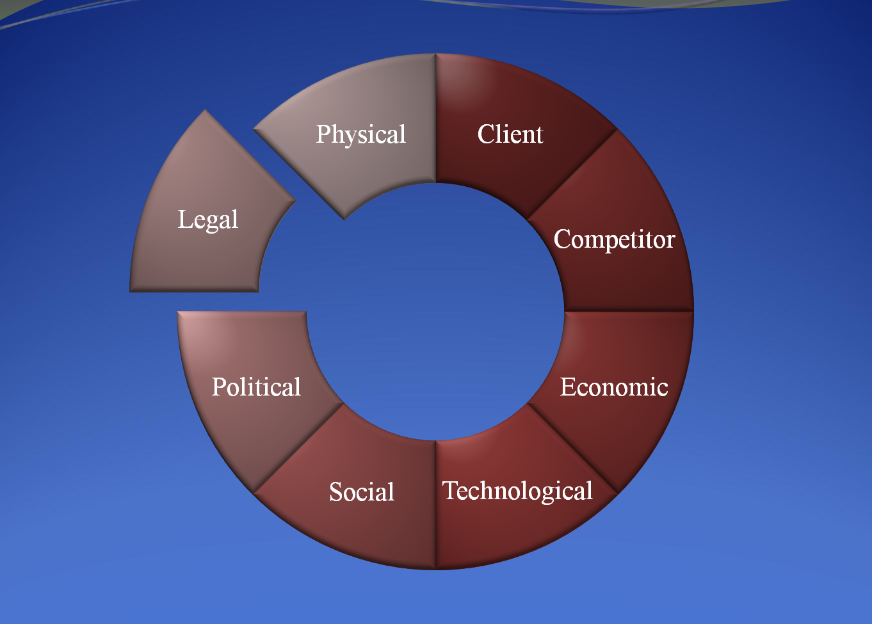 Physical
Client
Legal
Competitor
Political
Economic
Social
Technological